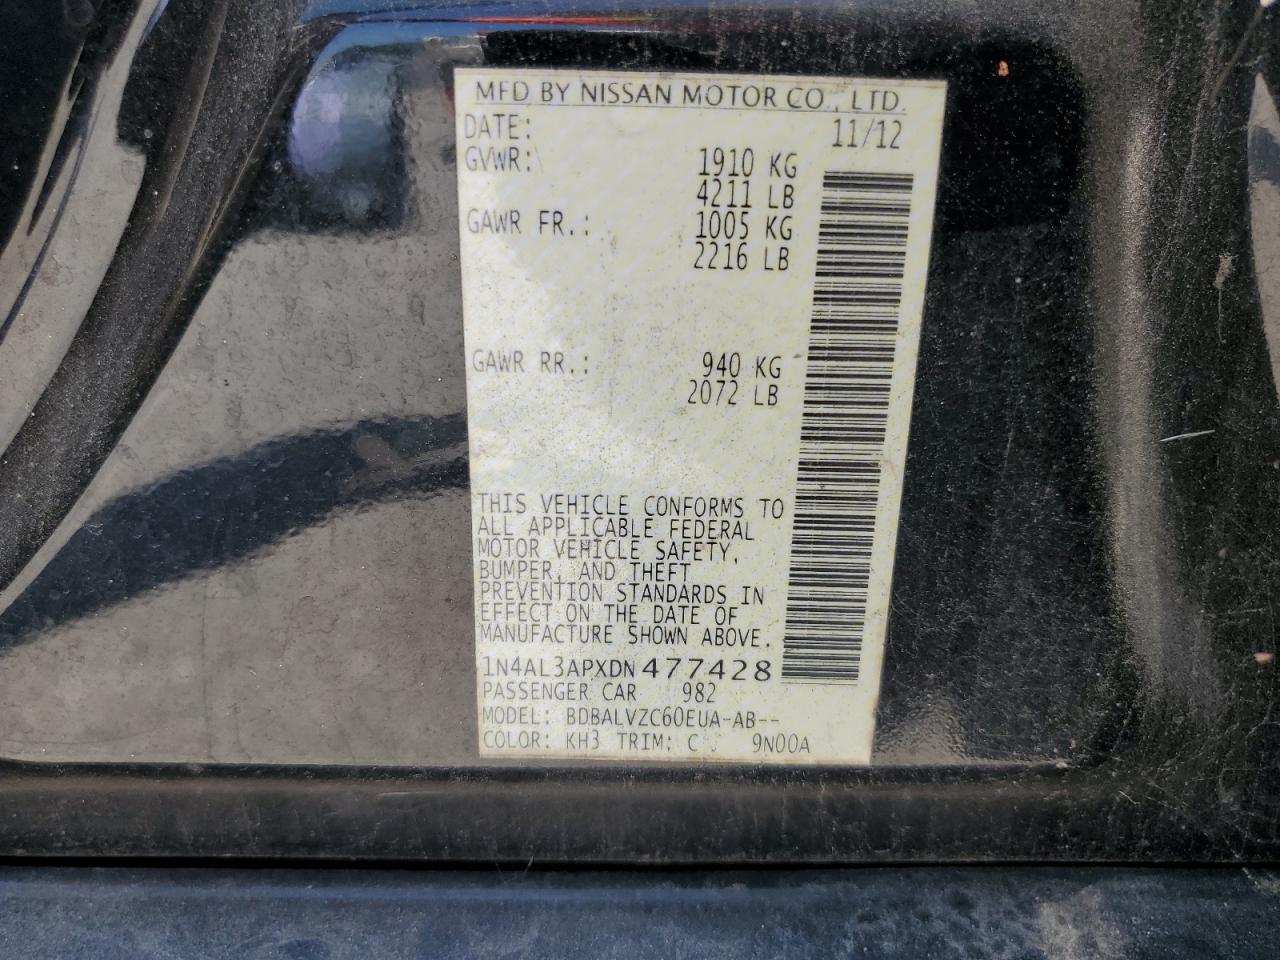 MFD BY NISSAN MOTOR CO., LTD.
DATE: 11/12
GVWR: 1910 KG
4211 LB
GAWR FR.: 1005 KG
2216 LB
GAWR RR.: 940 KG
2072 LB
THIS VEHICLE CONFORMS TO
ALL APPLICABLE FEDERAL
MOTOR VEHICLE SAFETY,
BUMPER, AND THEFT
PREVENTION STANDARDS IN
EFFECT ON THE DATE OF
MANUFACTURE SHOWN ABOVE.
1N4AL3APXDN477428
PASSENGER CAR 982
MODEL: BDBALVZC60EUA-AB--
COLOR: KH3 TRIM: C 9N00A